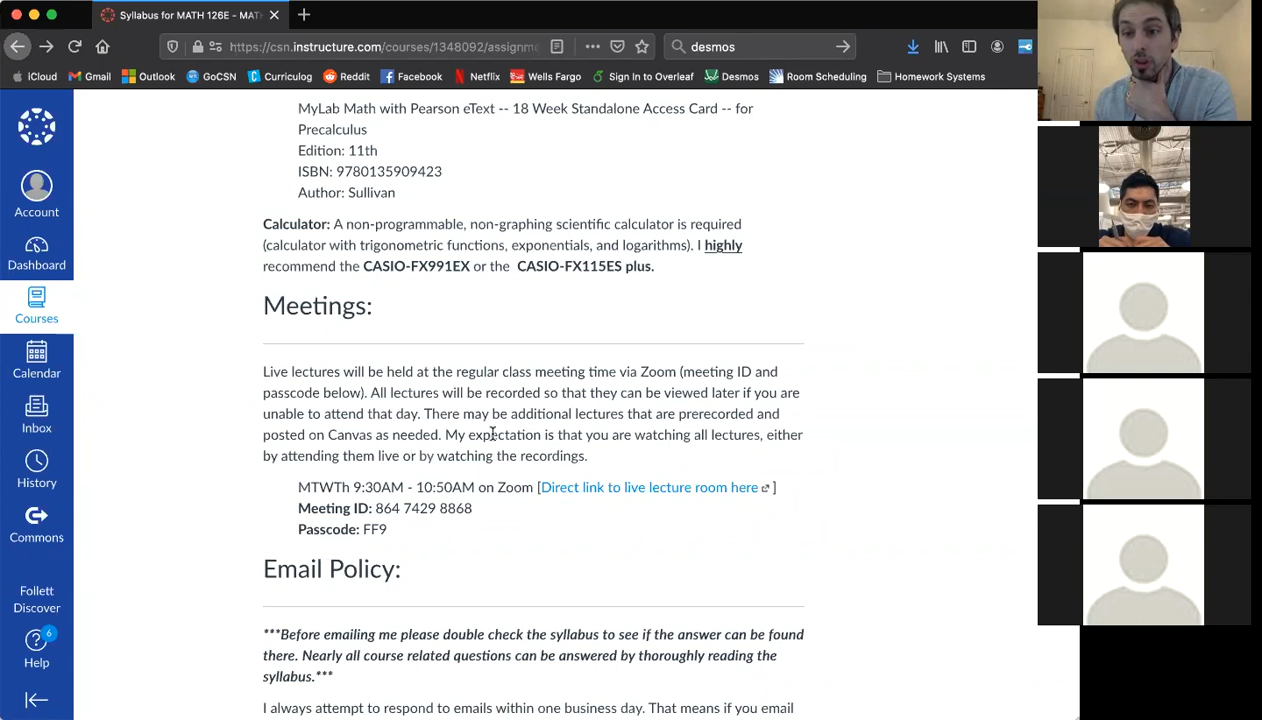 Syllabus for MATH 126E - MAT
https://csn.instructure.com/courses/1348092/assignme
desmos
iCloud
Gmail
Outlook
GoCSN
Curriculog
Reddit
Facebook
Netflix
Wells Fargo
Sign In to Overleaf
Desmos
Room Scheduling
Homework Systems
Account
Dashboard
Courses
Calendar
Inbox
History
Commons
Follett
Discover
6
Help
MyLab Math with Pearson eText -- 18 Week Standalone Access Card -- for
Precalculus
Edition: 11th
ISBN: 9780135909423
Author: Sullivan
Calculator: A non-programmable, non-graphing scientific calculator is required
(calculator with trigonometric functions, exponentials, and logarithms). I highly
recommend the CASIO-FX991EX or the CASIO-FX115ES plus.
Meetings:
Live lectures will be held at the regular class meeting time via Zoom (meeting ID and
passcode below). All lectures will be recorded so that they can be viewed later if you are
unable to attend that day. There may be additional lectures that are prerecorded and
posted on Canvas as needed. My expectation is that you are watching all lectures, either
by attending them live or by watching the recordings.
MTWTh 9:30AM - 10:50AM on Zoom [Direct link to live lecture room here ]
Meeting ID: 864 7429 8868
Passcode: FF9
Email Policy:
***Before emailing me please double check the syllabus to see if the answer can be found
there. Nearly all course related questions can be answered by thoroughly reading the
syllabus.***
I always attempt to respond to emails within one business day. That means if you email